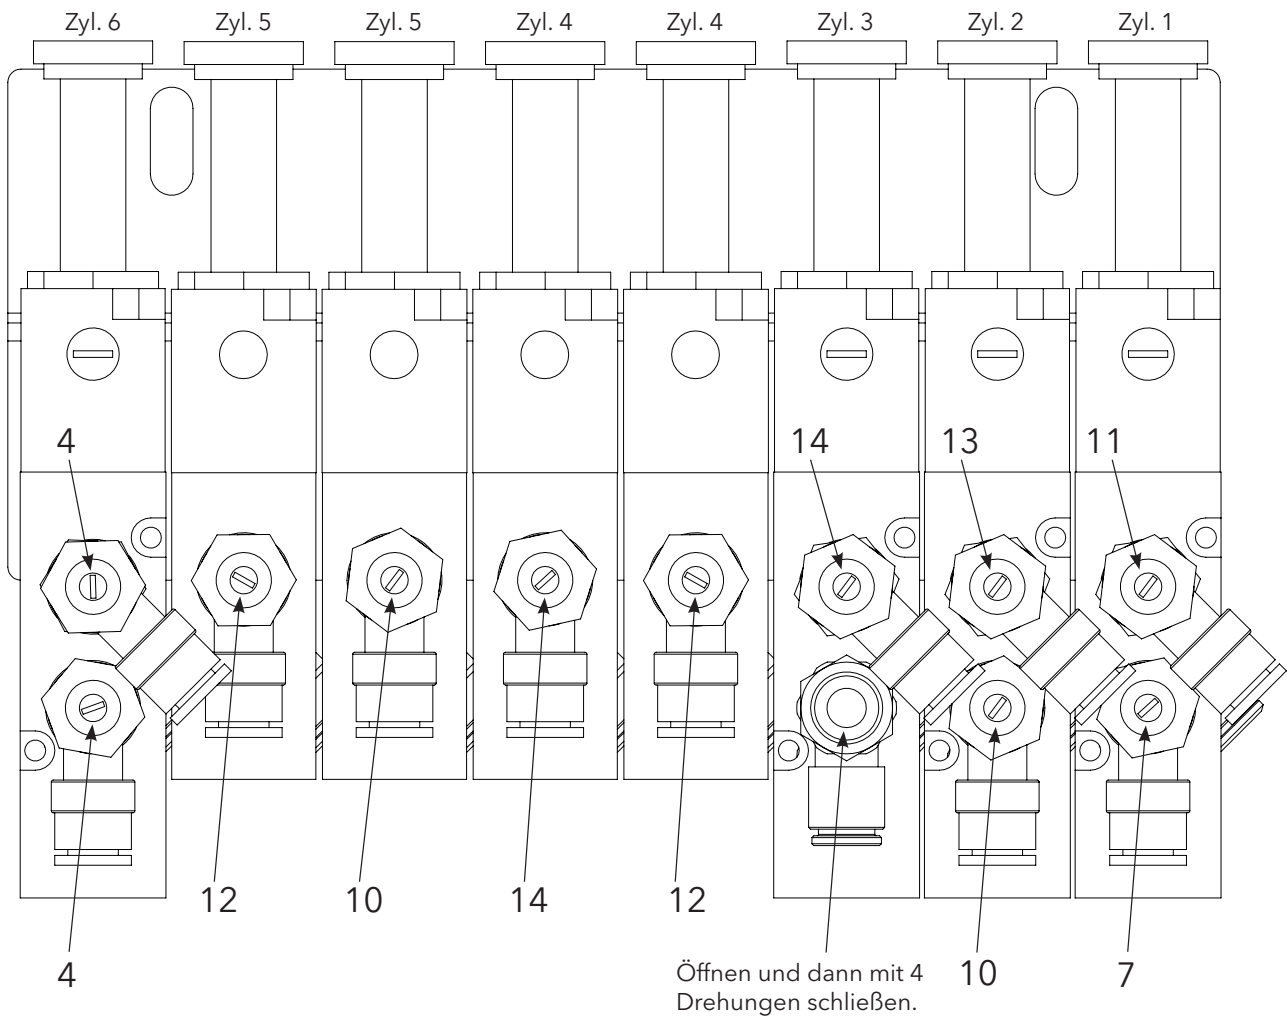 Zyl. 6
Zyl. 5
Zyl. 5
Zyl. 4
Zyl. 4
Zyl. 3
Zyl. 2
Zyl. 1
4
14
13
11
12
10
14
12
4
Öffnen und dann mit 4
Drehungen schließen.
10
7